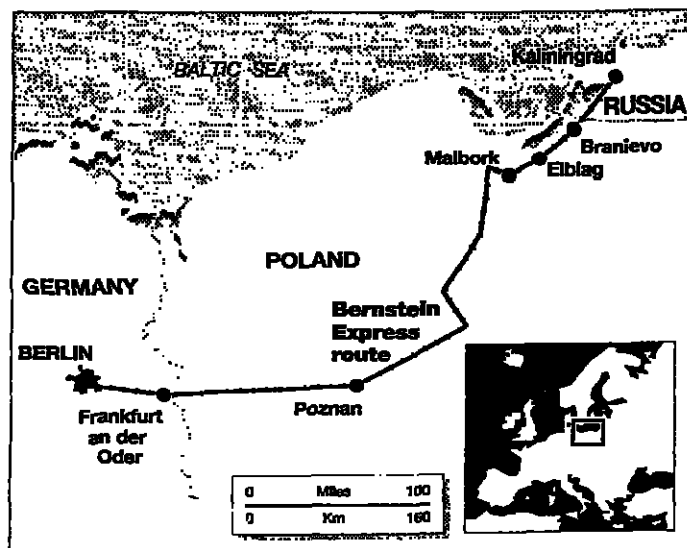 BALTIC SEA
Kaliningrad
RUSSIA
Branievo
Malbork
Elblag
POLAND
GERMANY
Bernstein
Express
route
BERLIN
Frankfurt
an der
Oder
Poznan
0 Miles 100
0 Km 160